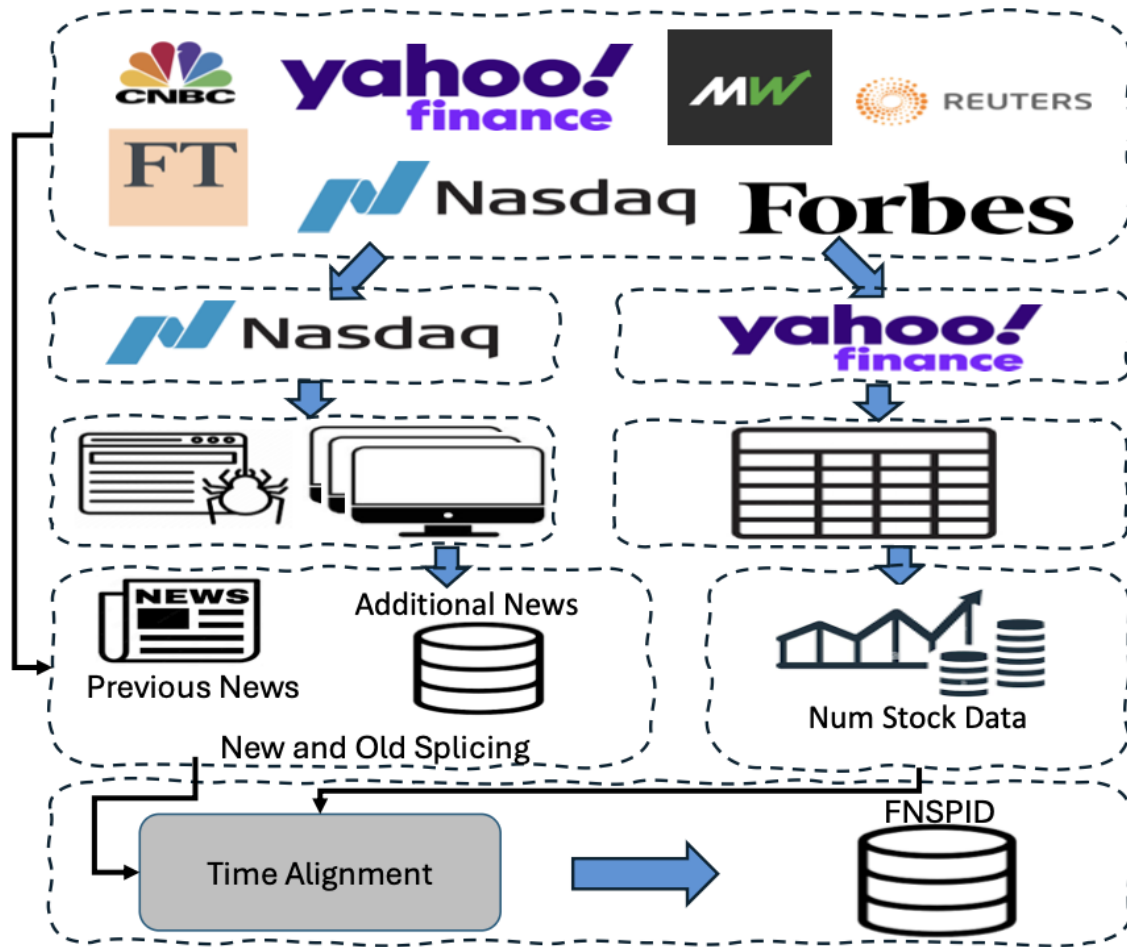 CNBC
yahoo!
finance
MW
REUTERS
FT
Nasdaq
Forbes
Nasdaq
yahoo!
finance
NEWS
Additional News
Previous News
Num Stock Data
New and Old Splicing
FNSPID
Time Alignment